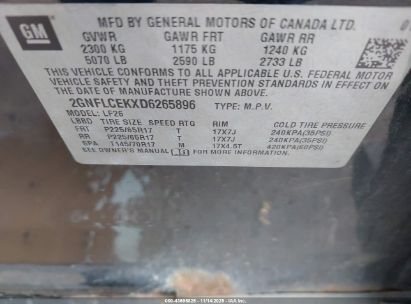 GM
MFD BY GENERAL MOTORS OF CANADA LTD.
GVWR GAWR FRT GAWR RR
2300 KG 1175 KG 1240 KG
5070 LB 2590 LB 2733 LB
THIS VEHICLE CONFORMS TO ALL APPLICABLE U.S. FEDERAL MOTOR
VEHICLE SAFETY AND THEFT PREVENTION STANDARDS IN EFFECT ON
THE DATE OF MANUFACTURE SHOWN ABOVE.
2GNFLCEKXD6265896 TYPE: M.P.V.
MODEL: LF26
LBRD TIRE SIZE SPEED RTG RIM COLD TIRE PRESSURE
FRT P225/65R17 T 17X7J 240KPA(35PSI)
RR P225/65R17 T 17X7J 240KPA(35PSI)
SPA T145/70R17 M 17X4.5T 420KPA(60PSI)
SEE OWNER'S MANUAL
11/14/2025